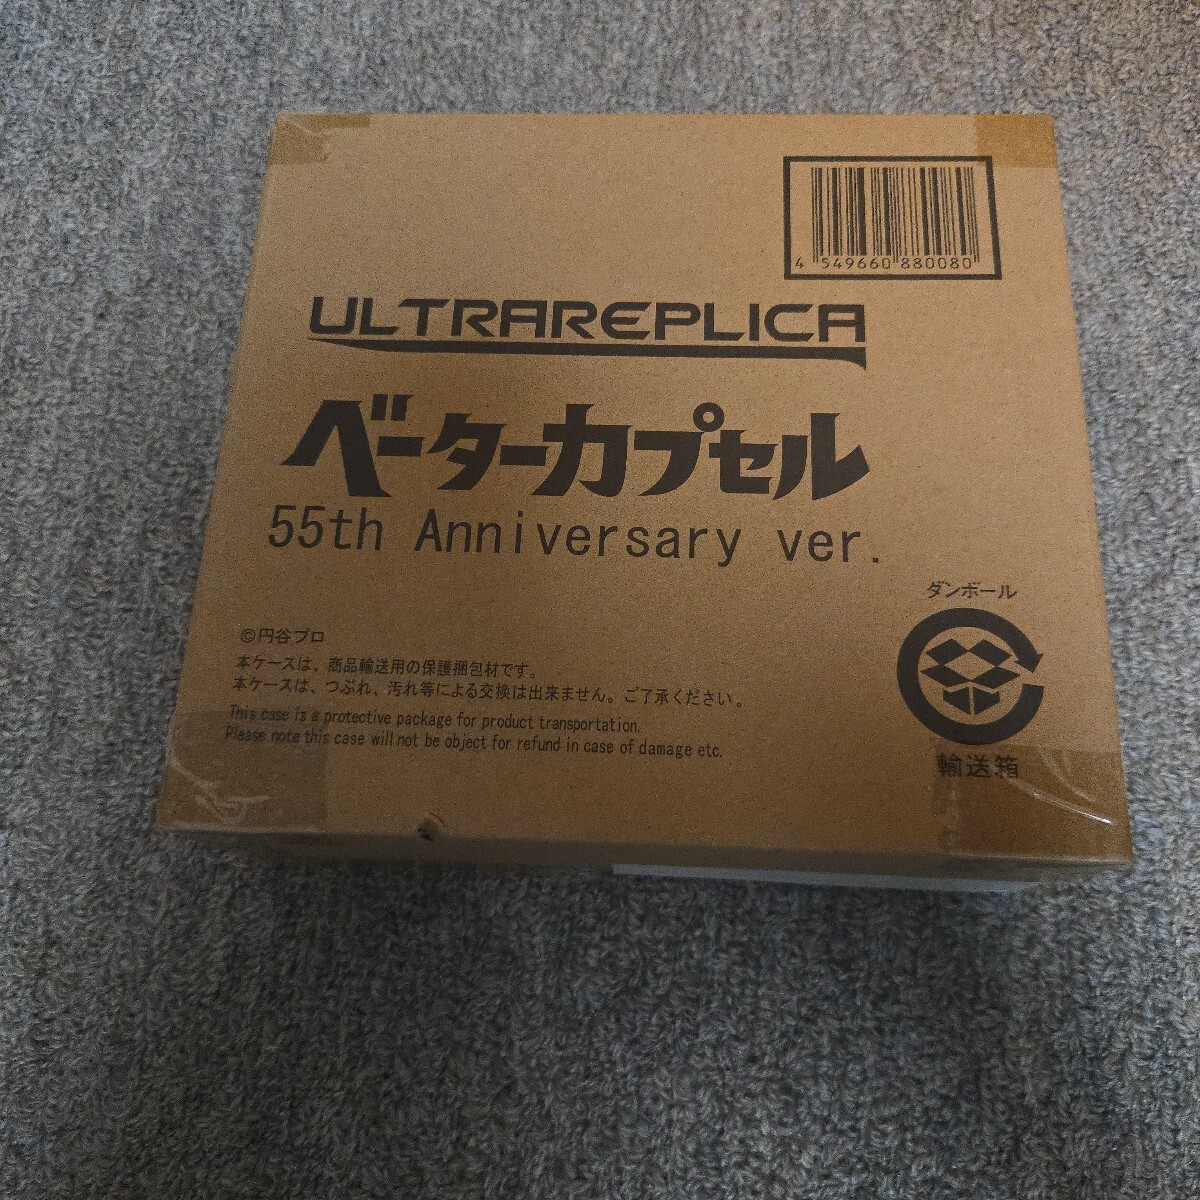 4 549660 880080
ULTRAREPLICA
ベーターカプセル
55th Anniversary ver.
ダンボール
©円谷プロ
本ケースは、商品輸送用の保護梱包材です。
本ケースは、つぶれ、汚れ等による交換は出来ません。ご了承ください。
This case is a protective package for product transportation.
Please note this case will not be object for refund in case of damage etc.
輸送箱